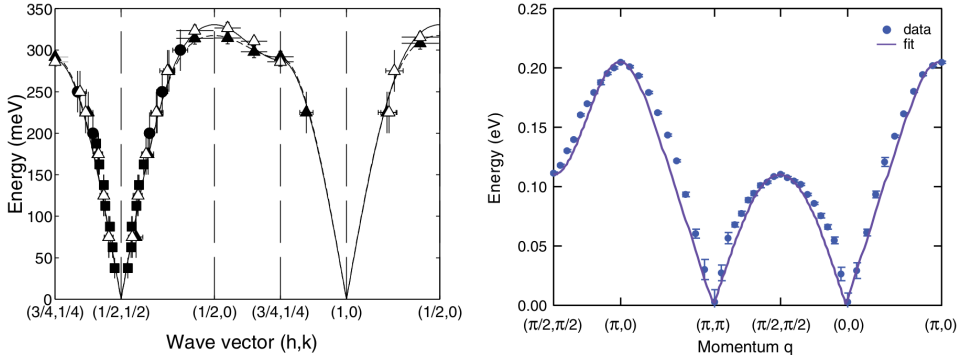 Energy (meV)
350
300
250
200
150
100
50
0
(3/4,1/4) (1/2,1/2) (1/2,0) (3/4,1/4) (1,0) (1/2,0)
Wave vector (h,k)
Energy (eV)
0.20
0.15
0.10
0.05
0.00
data
fit
(π/2,π/2) (π,0) (π,π) (π/2,π/2) (0,0) (π,0)
Momentum q